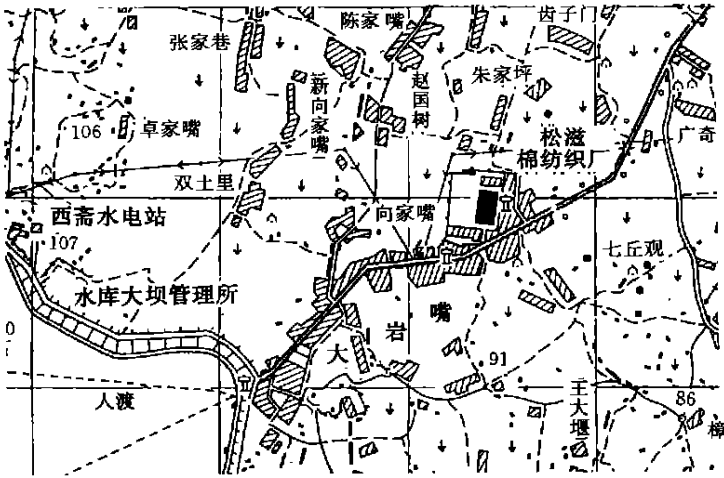 陈家嘴
齿子门
张家巷
新向家嘴
赵国树
朱家坪
106
卓家嘴
松滋
棉纺织厂
广奇
双土里
西斋水电站
向家嘴
107
七丘观
水库大坝管理所
大岩嘴
91
人渡
王大堰
86
樟